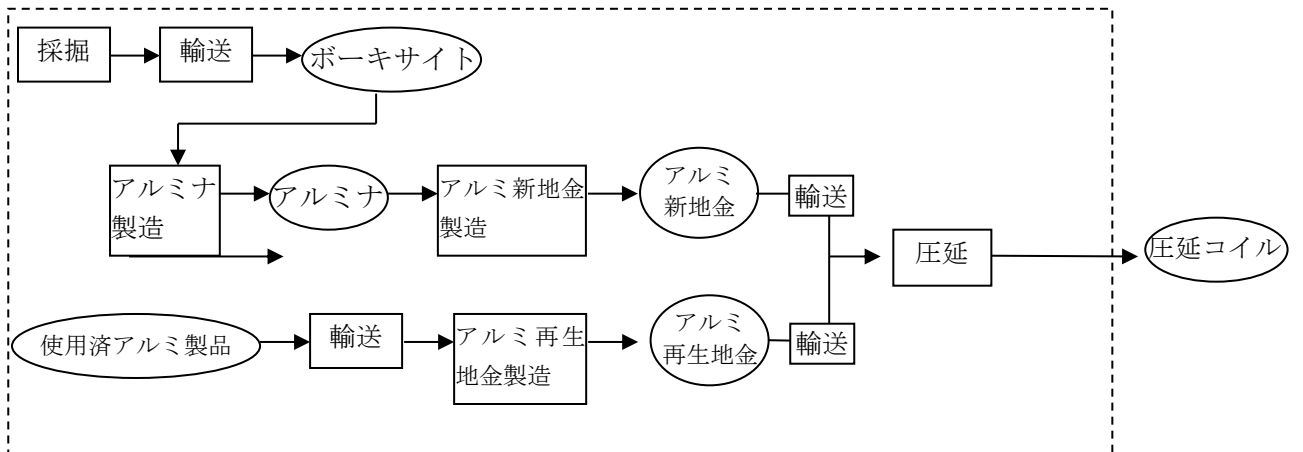 採掘
輸送
ボーキサイト
アルミナ
製造
アルミナ
アルミ新地金
製造
アルミ
新地金
輸送
圧延
圧延コイル
使用済アルミ製品
輸送
アルミ再生
地金製造
アルミ
再生地金
輸送